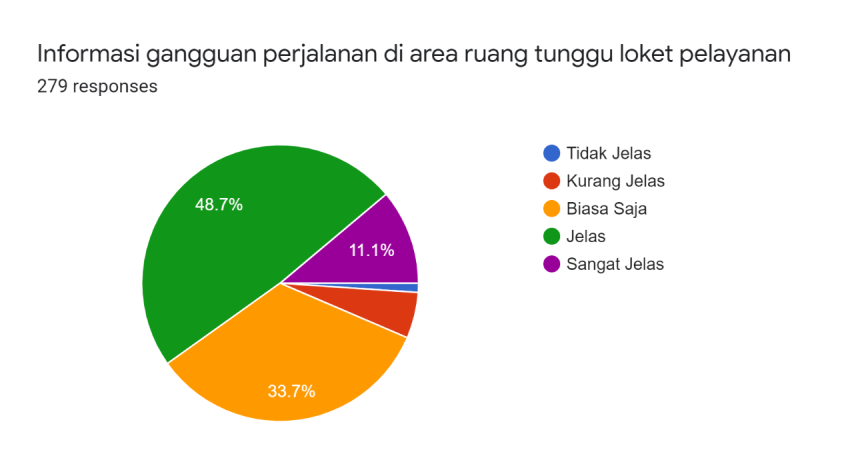 Informasi gangguan perjalanan di area ruang tunggu loket pelayanan
279 responses
48.7%
11.1%
33.7%
Tidak Jelas
Kurang Jelas
Biasa Saja
Jelas
Sangat Jelas